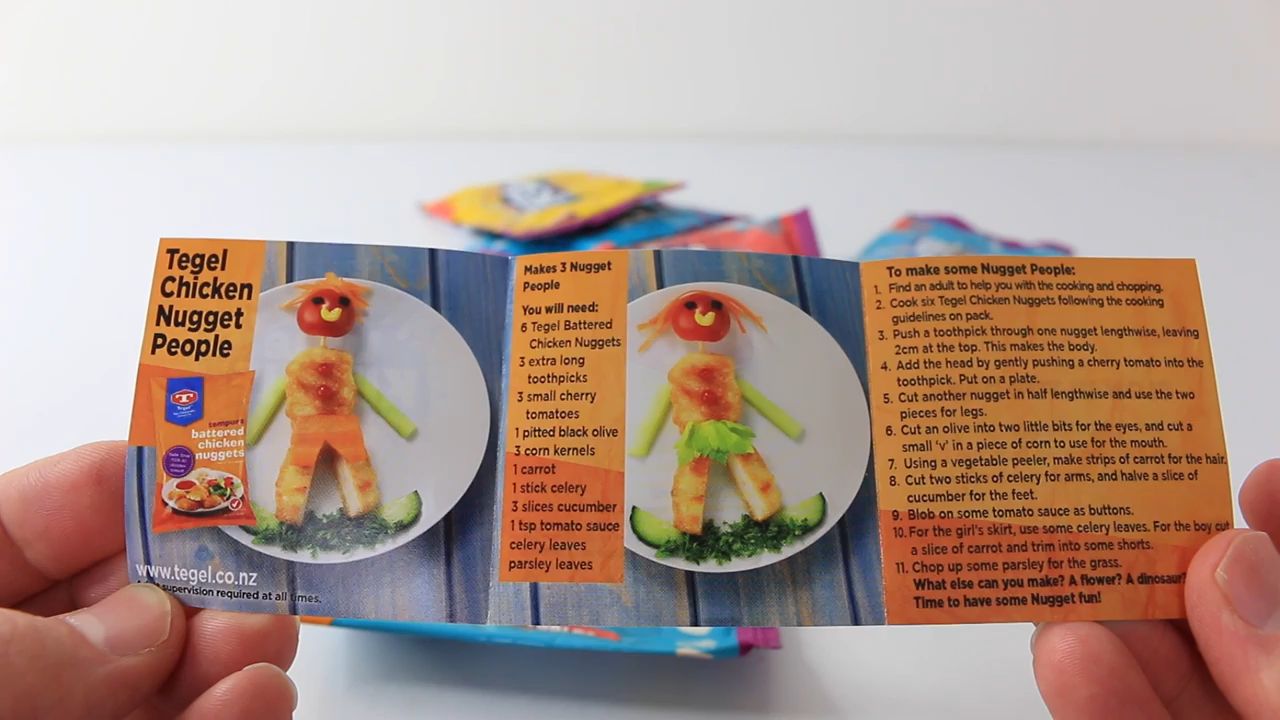 Tegel
Chicken
Nugget
People
Tegel
tempura
battered
chicken
nuggets
www.tegel.co.nz
supervision required at all times.
Makes 3 Nugget
People
You will need:
6 Tegel Battered
Chicken Nuggets
3 extra long
toothpicks
3 small cherry
tomatoes
1 pitted black olive
3 corn kernels
1 carrot
1 stick celery
3 slices cucumber
1 tsp tomato sauce
celery leaves
parsley leaves
To make some Nugget People:
1. Find an adult to help you with the cooking and chopping.
2. Cook six Tegel Chicken Nuggets following the cooking
guidelines on pack.
3. Push a toothpick through one nugget lengthwise, leaving
2cm at the top. This makes the body.
4. Add the head by gently pushing a cherry tomato into the
toothpick. Put on a plate.
5. Cut another nugget in half lengthwise and use the two
pieces for legs.
6. Cut an olive into two little bits for the eyes, and cut a
small 'v' in a piece of corn to use for the mouth.
7. Using a vegetable peeler, make strips of carrot for the hair.
8. Cut two sticks of celery for arms, and halve a slice of
cucumber for the feet.
9. Blob on some tomato sauce as buttons.
10. For the girl's skirt, use some celery leaves. For the boy cut
a slice of carrot and trim into some shorts.
11. Chop up some parsley for the grass.
What else can you make? A flower? A dinosaur?
Time to have some Nugget fun!